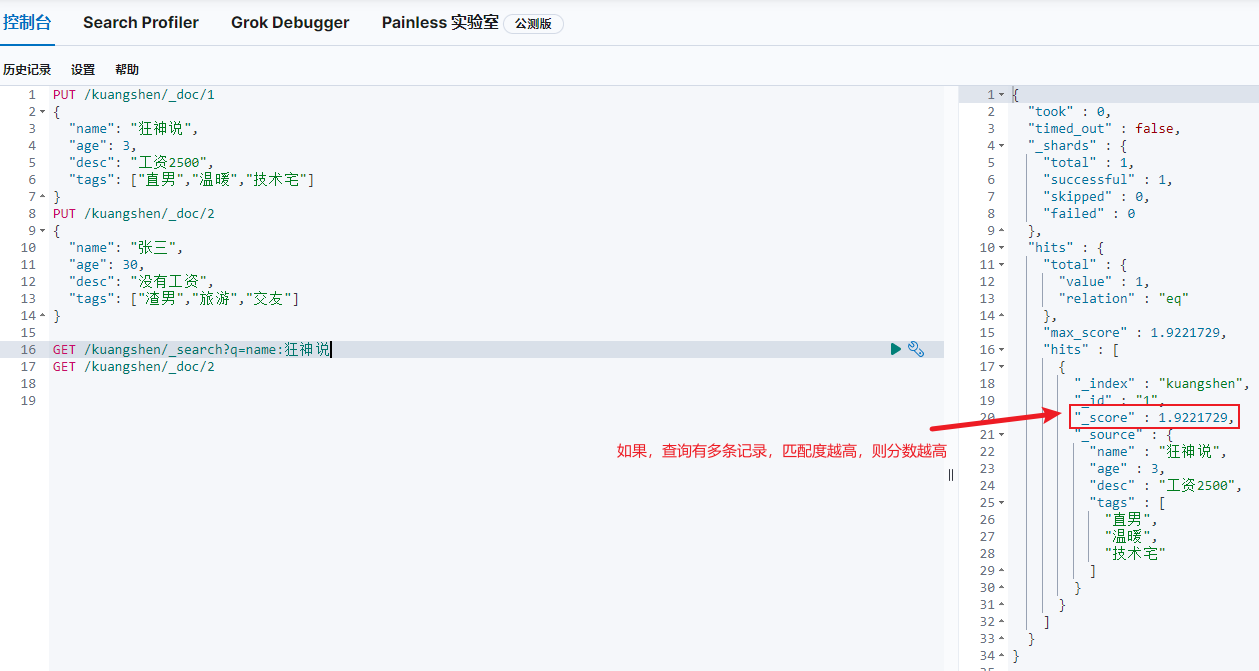 控制台 Search Profiler Grok Debugger Painless 实验室 公测版
历史记录 设置 帮助
1 PUT /kuangshen/_doc/1
2 {
3 "name": "狂神说",
4 "age": 3,
5 "desc": "工资2500",
6 "tags": ["直男","温暖","技术宅"]
7 }
8 PUT /kuangshen/_doc/2
9 {
10 "name": "张三",
11 "age": 30,
12 "desc": "没有工资",
13 "tags": ["渣男","旅游","交友"]
14 }
15
16 GET /kuangshen/_search?q=name:狂神说
17 GET /kuangshen/_doc/2
18
19
如果，查询有多条记录，匹配度越高，则分数越高
1 {
2 "took" : 0,
3 "timed_out" : false,
4 "_shards" : {
5 "total" : 1,
6 "successful" : 1,
7 "skipped" : 0,
8 "failed" : 0
9 },
10 "hits" : {
11 "total" : {
12 "value" : 1,
13 "relation" : "eq"
14 },
15 "max_score" : 1.9221729,
16 "hits" : [
17 {
18 "_index" : "kuangshen",
19 "_id" : "1",
20 "_score" : 1.9221729,
21 "_source" : {
22 "name" : "狂神说",
23 "age" : 3,
24 "desc" : "工资2500",
25 "tags" : [
26 "直男",
27 "温暖",
28 "技术宅"
29 ]
30 }
31 }
32 ]
33 }
34 }